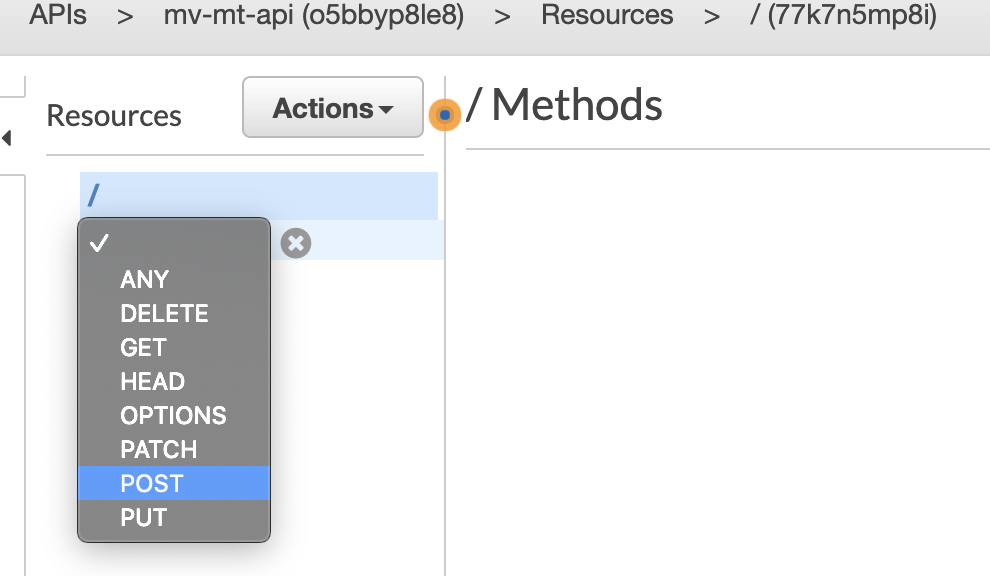 APIs > mv-mt-api (o5bbyp8le8) > Resources > / (77k7n5mp8i)
Resources
Actions
/ Methods
/
ANY
DELETE
GET
HEAD
OPTIONS
PATCH
POST
PUT